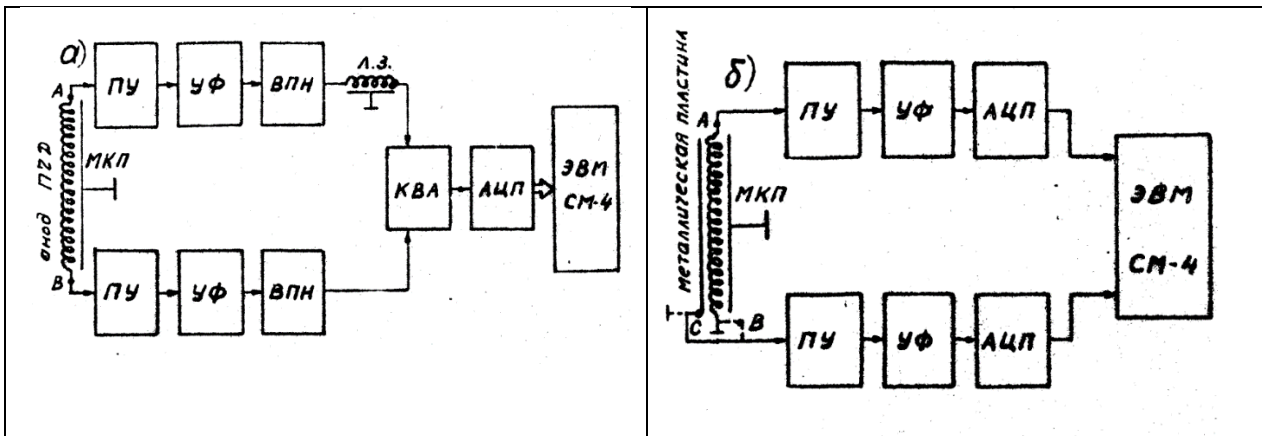 а)
A
ПУ
УФ
ВПН
Л.З.
анод ПЧД
МКП
КВА
АЦП
ЭВМ
СМ-4
B
ПУ
УФ
ВПН
б)
металлическая пластина
A
ПУ
УФ
АЦП
МКП
ЭВМ
СМ-4
C
B
ПУ
УФ
АЦП